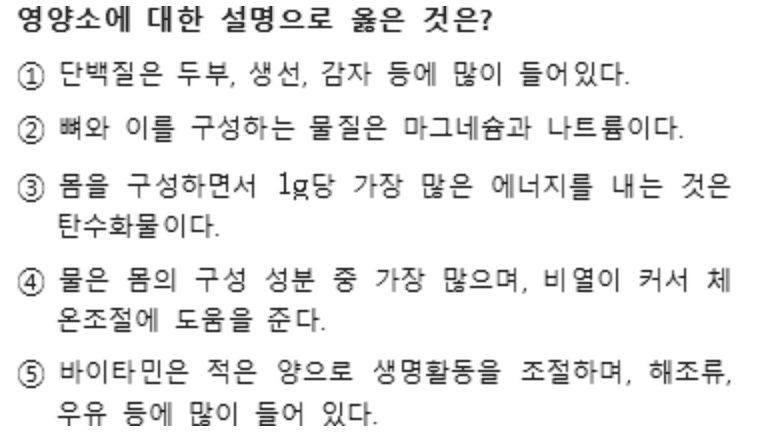 영양소에 대한 설명으로 옳은 것은?
① 단백질은 두부, 생선, 감자 등에 많이 들어있다.
② 뼈와 이를 구성하는 물질은 마그네슘과 나트륨이다.
③ 몸을 구성하면서 1g당 가장 많은 에너지를 내는 것은
탄수화물이다.
④ 물은 몸의 구성 성분 중 가장 많으며, 비열이 커서 체
온조절에 도움을 준다.
⑤ 바이타민은 적은 양으로 생명활동을 조절하며, 해조류,
우유 등에 많이 들어 있다.